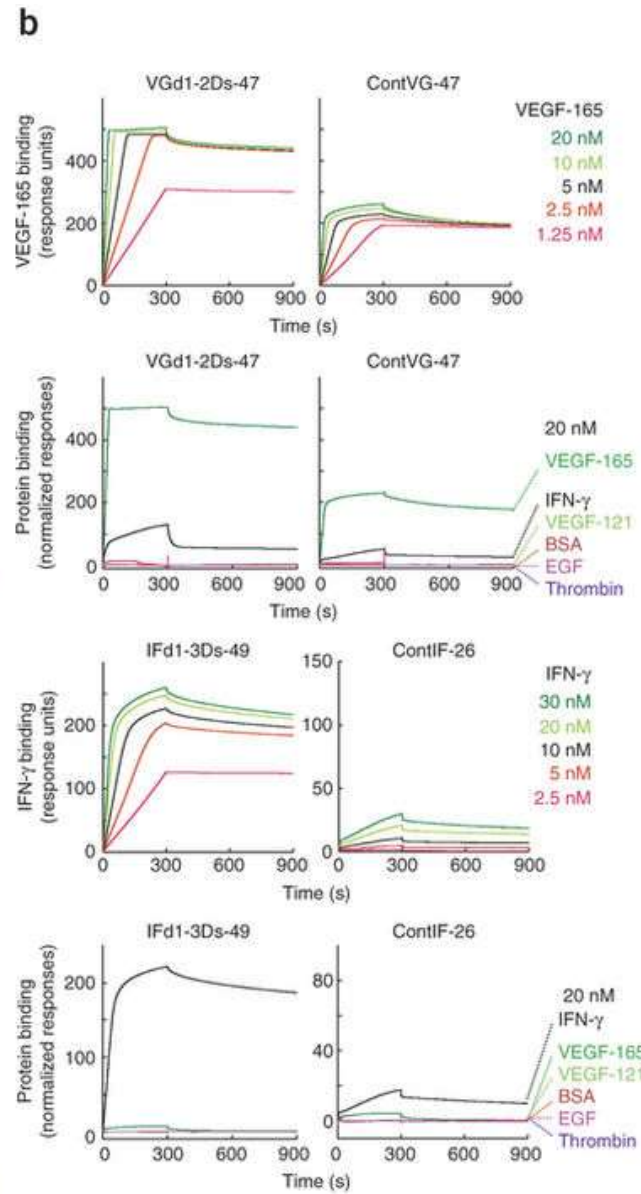 b
VGd1-2Ds-47
ContVG-47
VEGF-165 binding
(response units)
400
200
0
0 300 600 900
0 300 600 900
Time (s)
Time (s)
VEGF-165
20 nM
10 nM
5 nM
2.5 nM
1.25 nM
VGd1-2Ds-47
ContVG-47
Protein binding
(normalized responses)
400
200
0
0 300 600 900
0 300 600 900
Time (s)
Time (s)
20 nM
VEGF-165
IFN-γ
VEGF-121
BSA
EGF
Thrombin
IFd1-3Ds-49
ContIF-26
IFN-γ binding
(response units)
200
100
0
0 300 600 900
Time (s)
150
100
50
0
0 300 600 900
Time (s)
IFN-γ
30 nM
20 nM
10 nM
5 nM
2.5 nM
IFd1-3Ds-49
ContIF-26
Protein binding
(normalized responses)
200
100
0
0 300 600 900
Time (s)
80
40
0
0 300 600 900
Time (s)
20 nM
IFN-γ
VEGF-165
VEGF-121
BSA
EGF
Thrombin